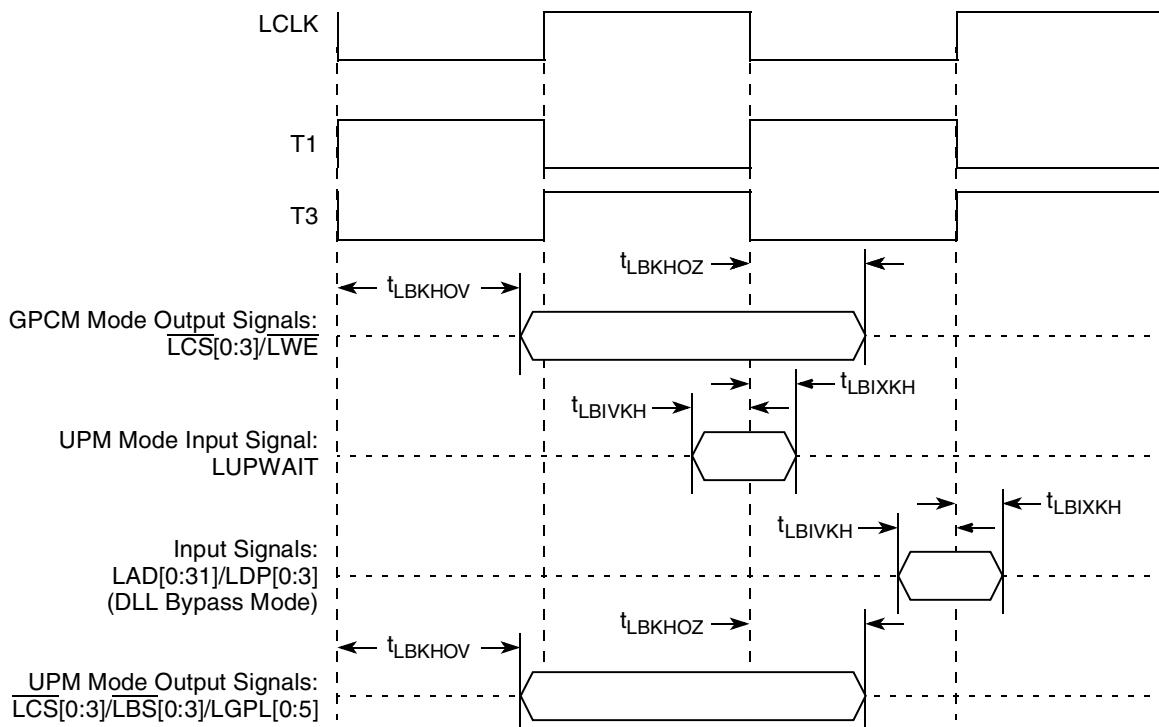 LCLK
T1
T3
tLBKHOZ
tLBKHOV
GPCM Mode Output Signals:
LCS[0:3]/LWE
tLBIXKH
tLBIVKH
UPM Mode Input Signal:
LUPWAIT
tLBIXKH
tLBIVKH
Input Signals:
LAD[0:31]/LDP[0:3]
(DLL Bypass Mode)
tLBKHOZ
tLBKHOV
UPM Mode Output Signals:
LCS[0:3]/LBS[0:3]/LGPL[0:5]